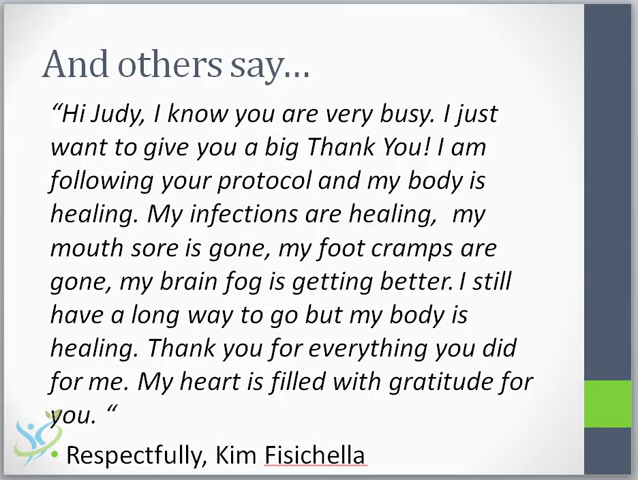 And others say...
“Hi Judy, I know you are very busy. I just
want to give you a big Thank You! I am
following your protocol and my body is
healing. My infections are healing,  my
mouth sore is gone, my foot cramps are
gone, my brain fog is getting better. I still
have a long way to go but my body is
healing. Thank you for everything you did
for me. My heart is filled with gratitude for
you. “
• Respectfully, Kim Fisichella